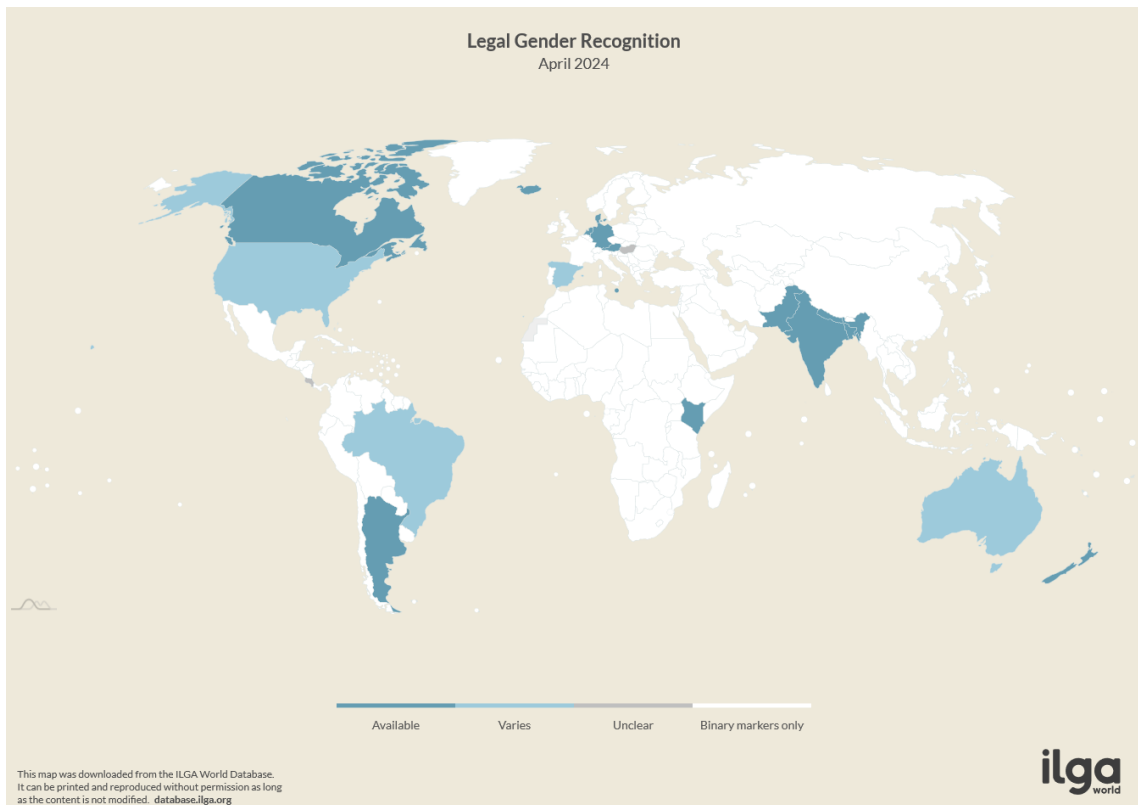 Legal Gender Recognition
April 2024
Available
Varies
Unclear
Binary markers only
This map was downloaded from the ILGA World Database.
It can be printed and reproduced without permission as long
as the content is not modified. database.ilga.org
ilga
world